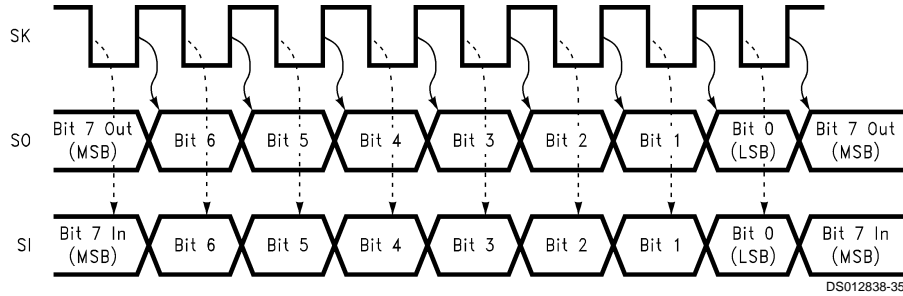 SK
SO
Bit 7 Out
(MSB)
Bit 6
Bit 5
Bit 4
Bit 3
Bit 2
Bit 1
Bit 0
(LSB)
Bit 7 Out
(MSB)
SI
Bit 7 In
(MSB)
Bit 6
Bit 5
Bit 4
Bit 3
Bit 2
Bit 1
Bit 0
(LSB)
Bit 7 In
(MSB)
DS012838-35